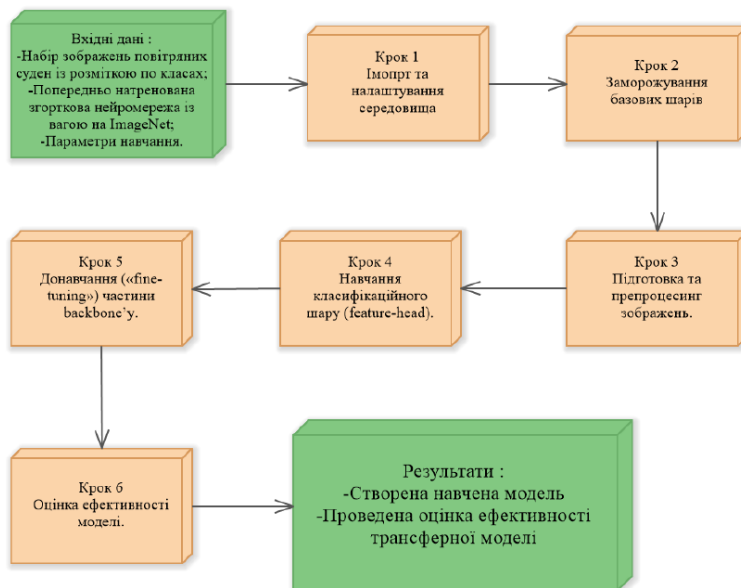 Вхідні дані :
-Набір зображень повітряних
суден із розміткою по класах;
-Попередньо натренована
згорткова нейромережа із
вагою на ImageNet;
-Параметри навчання.
Крок 1
Імопрт та
налаштування
середовища
Крок 2
Заморожування
базових шарів
Крок 3
Підготовка та
препроцесинг
зображень.
Крок 4
Навчання
класифікаційного
шару (feature-head).
Крок 5
Донавчання («fine-
tuning») частини
backbone’у.
Крок 6
Оцінка ефективності
моделі.
Результати :
-Створена навчена модель
-Проведена оцінка ефективності
трансферної моделі